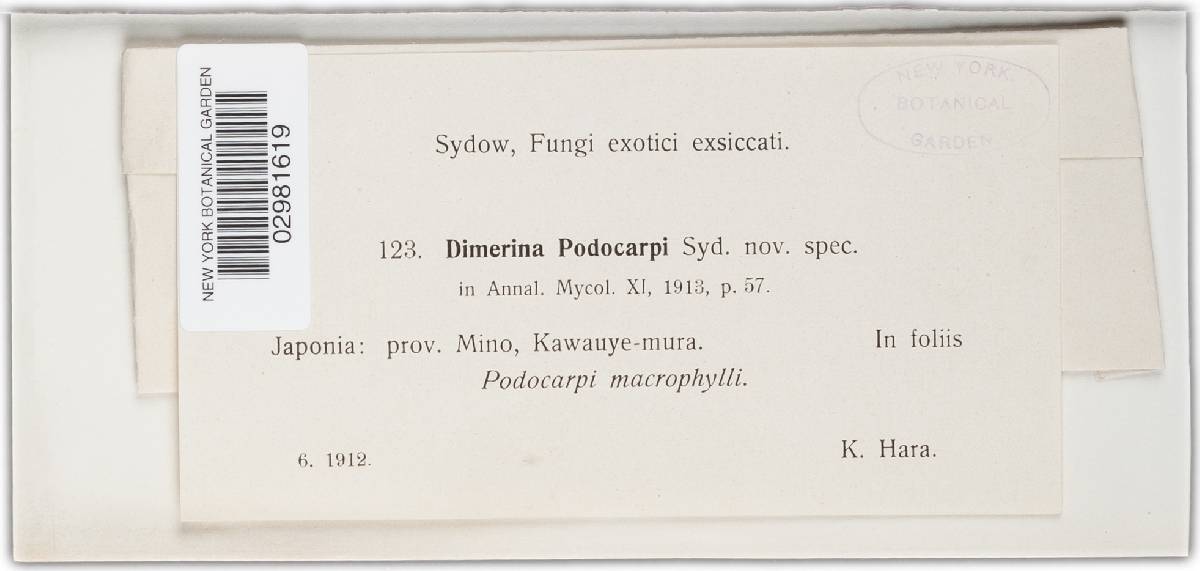 NEW YORK
BOTANICAL
GARDEN
NEW YORK BOTANICAL GARDEN
02981619
Sydow, Fungi exotici exsiccati.
123. Dimerina Podocarpi Syd. nov. spec.
in Annal. Mycol. XI, 1913, p. 57.
Japonia: prov. Mino, Kawauye-mura. In foliis
Podocarpi macrophylli.
6. 1912. K. Hara.